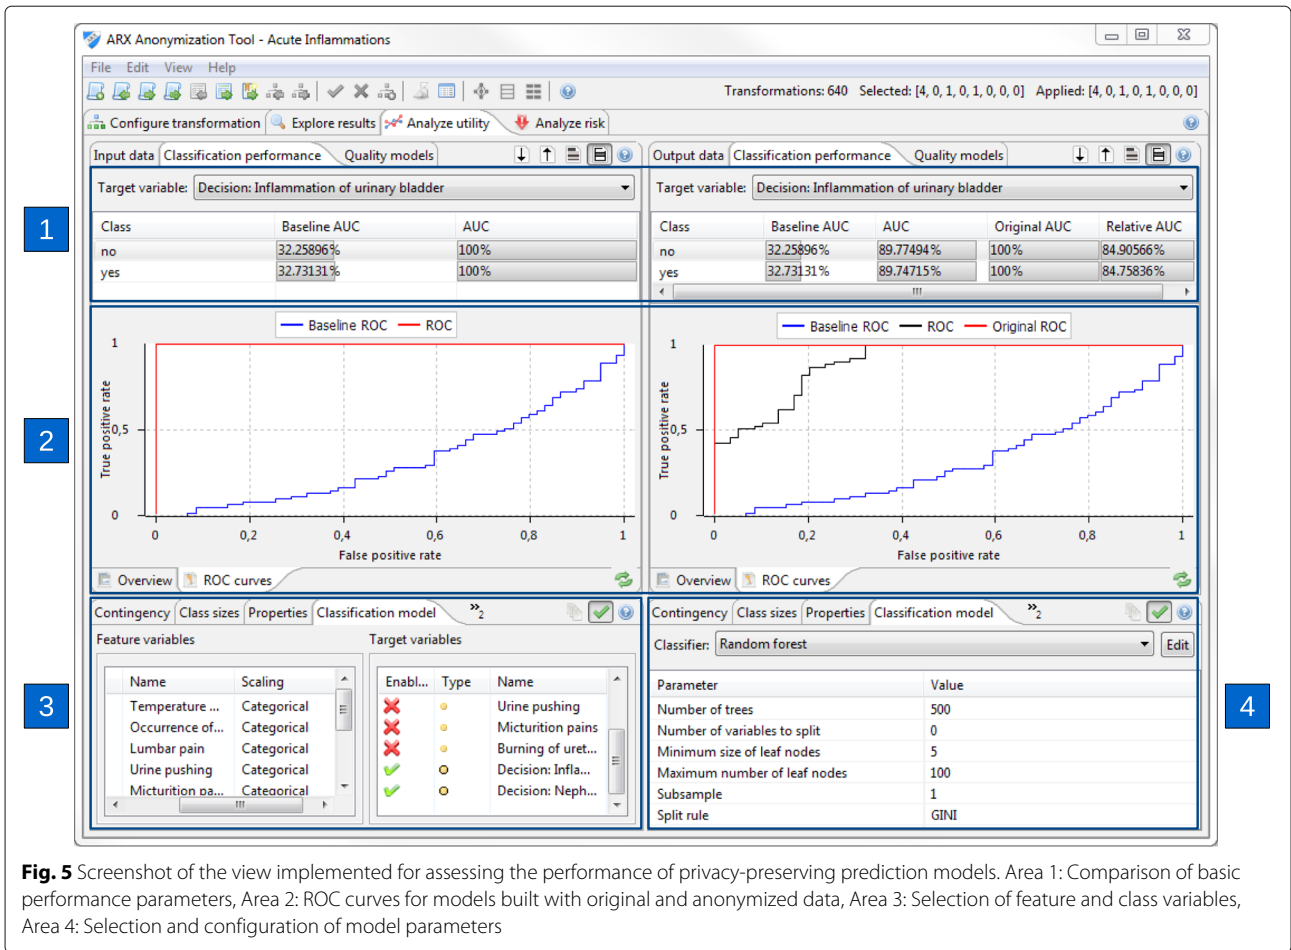 ARX Anonymization Tool - Acute Inflammations
File Edit View Help
Transformations: 640 Selected: [4, 0, 1, 0, 1, 0, 0, 0] Applied: [4, 0, 1, 0, 1, 0, 0, 0]
Configure transformation Explore results Analyze utility Analyze risk
Input data Classification performance Quality models
Output data Classification performance Quality models
1
Target variable: Decision: Inflammation of urinary bladder
Class Baseline AUC AUC
no 32.25896% 100%
yes 32.73131% 100%
Target variable: Decision: Inflammation of urinary bladder
Class Baseline AUC AUC Original AUC Relative AUC
no 32.25896% 89.77494% 100% 84.90566%
yes 32.73131% 89.74715% 100% 84.75836%
2
Baseline ROC ROC
True positive rate
1
0,5
0
0 0,2 0,4 0,6 0,8 1
False positive rate
Overview ROC curves
Baseline ROC ROC Original ROC
True positive rate
1
0,5
0
0 0,2 0,4 0,6 0,8 1
False positive rate
Overview ROC curves
3
Contingency Class sizes Properties Classification model »2
Feature variables
Name Scaling
Temperature ... Categorical
Occurrence of... Categorical
Lumbar pain Categorical
Urine pushing Categorical
Micturition pa... Categorical
Target variables
Enabl... Type Name
Urine pushing
Micturition pains
Burning of uret...
Decision: Infla...
Decision: Neph...
4
Contingency Class sizes Properties Classification model »2
Classifier: Random forest Edit
Parameter Value
Number of trees 500
Number of variables to split 0
Minimum size of leaf nodes 5
Maximum number of leaf nodes 100
Subsample 1
Split rule GINI
Fig. 5 Screenshot of the view implemented for assessing the performance of privacy-preserving prediction models. Area 1: Comparison of basic
performance parameters, Area 2: ROC curves for models built with original and anonymized data, Area 3: Selection of feature and class variables,
Area 4: Selection and configuration of model parameters